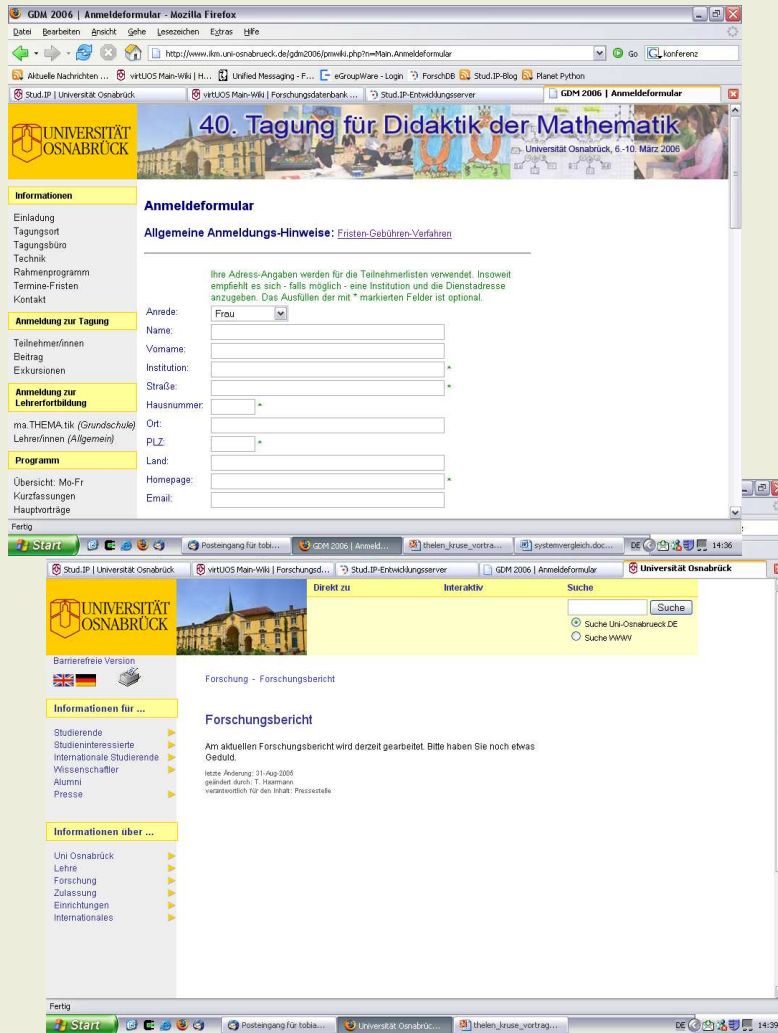 GDM 2006 | Anmeldeformular - Mozilla Firefox
Datei Bearbeiten Ansicht Gehe Lesezeichen Extras Hilfe
http://www.ikm.uni-osnabrueck.de/gdm2006/pmwiki.php?n=Main.Anmeldeformular Go konferenz
Aktuelle Nachrichten ... virtUOS Main-Wiki | H... Unified Messaging - F... eGroupWare - Login ForschDB Stud.IP-Blog Planet Python
Stud.IP | Universität Osnabrück virtUOS Main-Wiki | Forschungsdatenbank ... Stud.IP-Entwicklungsserver GDM 2006 | Anmeldeformular
UNIVERSITÄT
OSNABRÜCK
40. Tagung für Didaktik der Mathematik
Universität Osnabrück, 6.-10. März 2006
Informationen
Einladung
Tagungsort
Tagungsbüro
Technik
Rahmenprogramm
Termine-Fristen
Kontakt
Anmeldung zur Tagung
Teilnehmer/innen
Beitrag
Exkursionen
Anmeldung zur
Lehrerfortbildung
ma.THEMA.tik (Grundschule)
Lehrer/innen (Allgemein)
Programm
Übersicht: Mo-Fr
Kurzfassungen
Hauptvorträge
Anmeldeformular
Allgemeine Anmeldungs-Hinweise: Fristen-Gebühren-Verfahren
Ihre Adress-Angaben werden für die Teilnehmerlisten verwendet. Insoweit
empfiehlt es sich - falls möglich - eine Institution und die Dienstadresse
anzugeben. Das Ausfüllen der mit * markierten Felder ist optional.
Anrede: Frau
Name:
Vorname:
Institution: *
Straße: *
Hausnummer: *
Ort:
PLZ: *
Land:
Homepage: *
Email:
Fertig
Start Posteingang für tobi... GDM 2006 | Anmeld... thelen_kruse_vortra... systemvergleich.doc... DE 14:36
Stud.IP | Universität Osnabrück virtUOS Main-Wiki | Forschungsd... Stud.IP-Entwicklungsserver GDM 2006 | Anmeldeformular Universität Osnabrück
UNIVERSITÄT
OSNABRÜCK
Direkt zu Interaktiv Suche
Suche
Suche Uni-Osnabrueck.DE
Suche WWW
Barrierefreie Version
Informationen für ...
Studierende
Studieninteressierte
Internationale Studierende
Wissenschaftler
Alumni
Presse
Informationen über ...
Uni Osnabrück
Lehre
Forschung
Zulassung
Einrichtungen
Internationales
Forschung - Forschungsbericht
Forschungsbericht
Am aktuellen Forschungsbericht wird derzeit gearbeitet. Bitte haben Sie noch etwas
Geduld.
letzte Änderung: 31-Aug-2005
geändert durch: T. Haarmann
verantwortlich für den Inhalt: Pressestelle
Fertig
Start Posteingang für tobia... Universität Osnabrüc... thelen_kruse_vortrag... DE 14:39